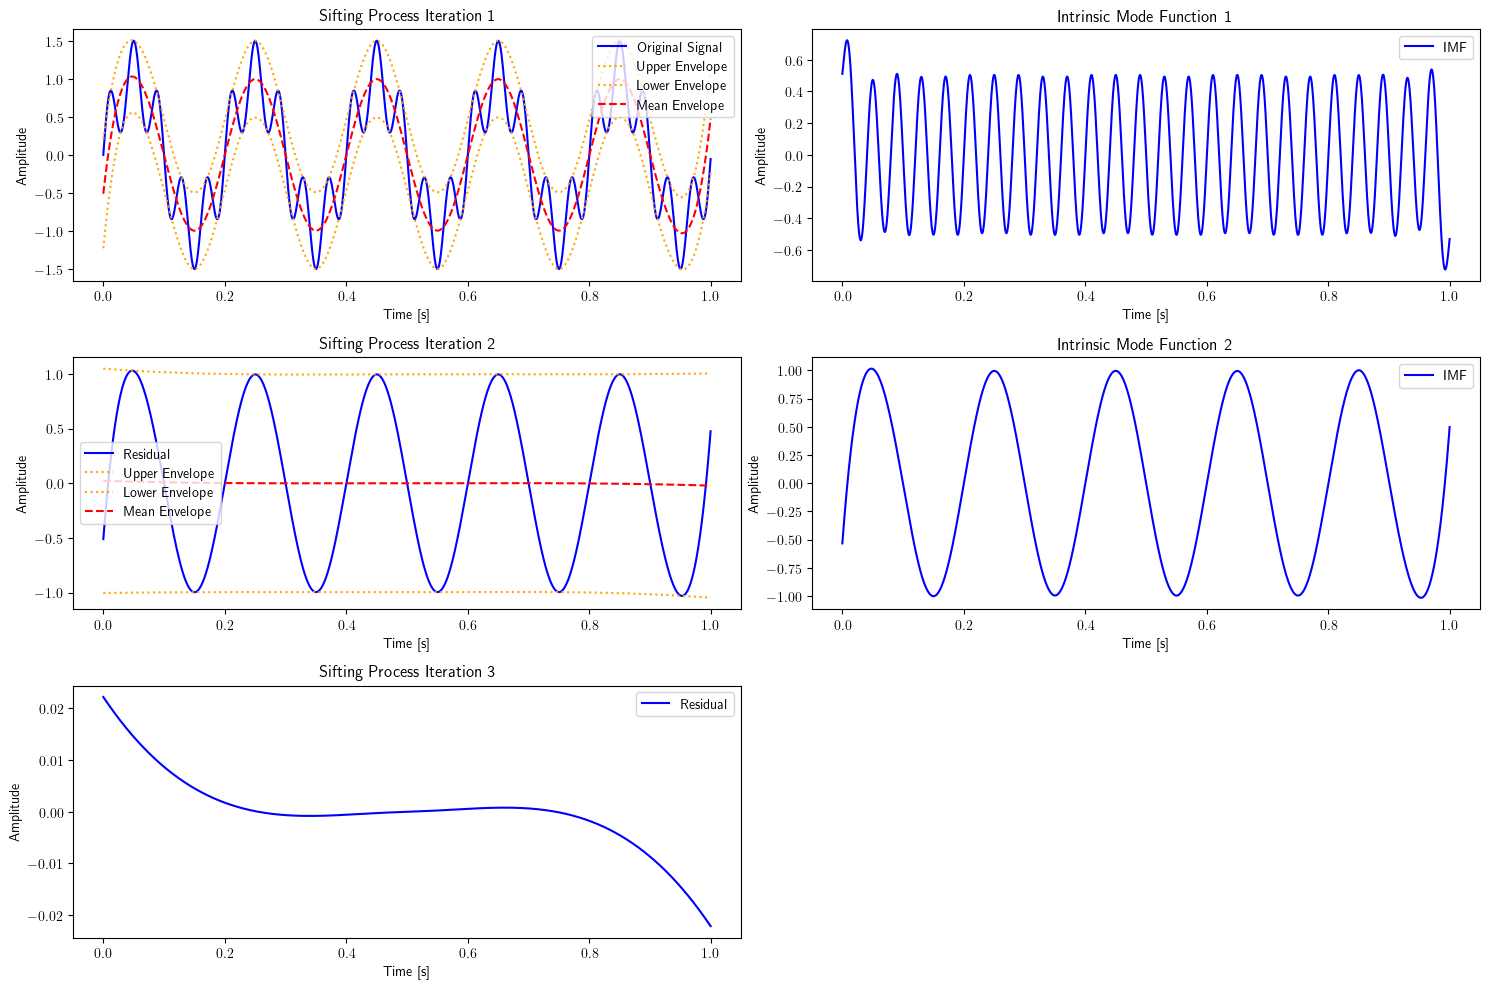 Sifting Process Iteration 1
Amplitude
1.5
1.0
0.5
0.0
−0.5
−1.0
−1.5
Original Signal
Upper Envelope
Lower Envelope
Mean Envelope
0.0 0.2 0.4 0.6 0.8 1.0
Time [s]
Intrinsic Mode Function 1
Amplitude
0.6
0.4
0.2
0.0
−0.2
−0.4
−0.6
IMF
0.0 0.2 0.4 0.6 0.8 1.0
Time [s]
Sifting Process Iteration 2
Amplitude
1.0
0.5
0.0
−0.5
−1.0
Residual
Upper Envelope
Lower Envelope
Mean Envelope
0.0 0.2 0.4 0.6 0.8 1.0
Time [s]
Intrinsic Mode Function 2
Amplitude
1.00
0.75
0.50
0.25
0.00
−0.25
−0.50
−0.75
−1.00
IMF
0.0 0.2 0.4 0.6 0.8 1.0
Time [s]
Sifting Process Iteration 3
Amplitude
0.02
0.01
0.00
−0.01
−0.02
Residual
0.0 0.2 0.4 0.6 0.8 1.0
Time [s]